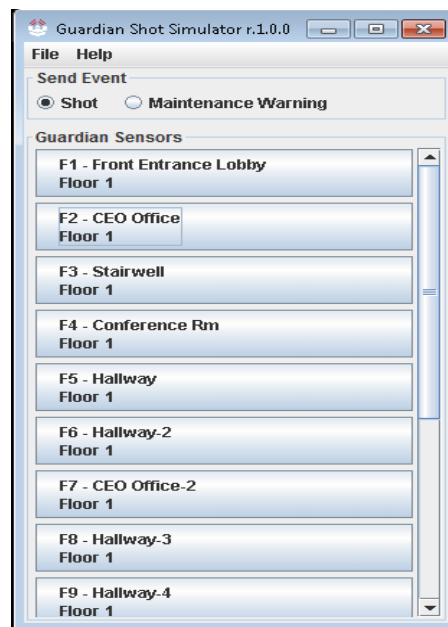 Guardian Shot Simulator r.1.0.0
File Help
Send Event
Shot Maintenance Warning
Guardian Sensors
F1 - Front Entrance Lobby
Floor 1
F2 - CEO Office
Floor 1
F3 - Stairwell
Floor 1
F4 - Conference Rm
Floor 1
F5 - Hallway
Floor 1
F6 - Hallway-2
Floor 1
F7 - CEO Office-2
Floor 1
F8 - Hallway-3
Floor 1
F9 - Hallway-4
Floor 1